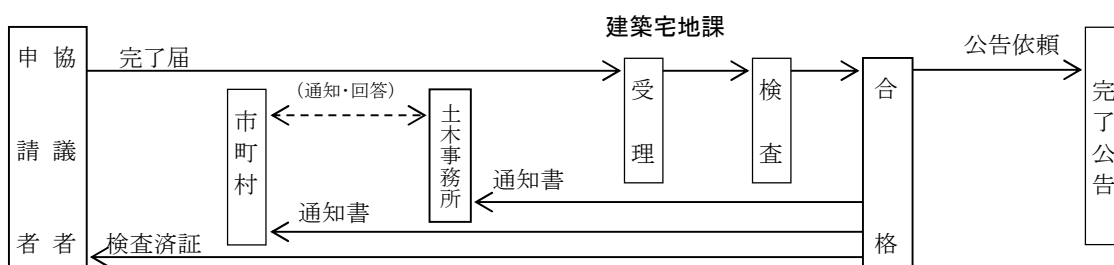 建築宅地課
申請者
協議者
完了届
(通知・回答)
市町村
土木事務所
受理
検査
合格
公告依頼
完了公告
通知書
通知書
検査済証